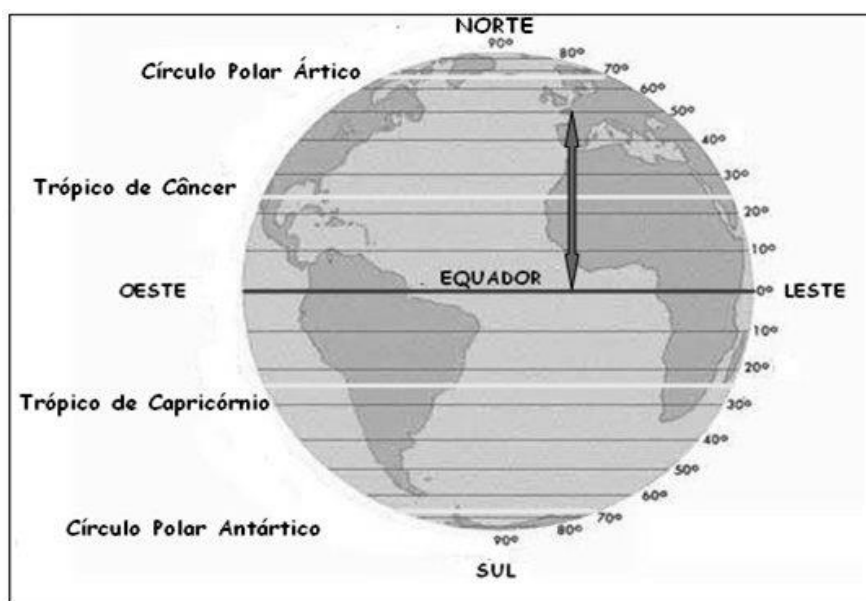 NORTE
90º
80º
Círculo Polar Ártico
70º
60º
50º
40º
30º
Trópico de Câncer
20º
10º
EQUADOR
OESTE
0º
LESTE
10º
20º
Trópico de Capricórnio
30º
40º
50º
60º
Círculo Polar Antártico
70º
80º
90º
SUL